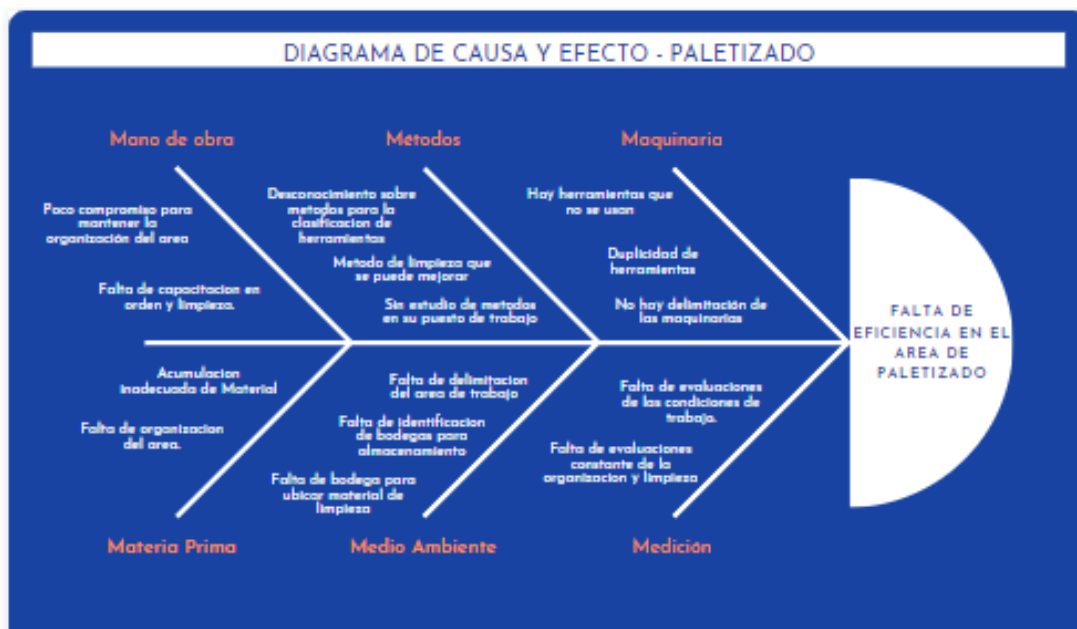 DIAGRAMA DE CAUSA Y EFECTO - PALETIZADO
Mano de obra
Metodos
Maquinaria
Poco compromiso para
mantener la
organización del area
Falta de capacitacion en
orden y limpieza.
Desconocimiento sobre
metodos para la
clasificacion de
herramientas
Metodo de limpieza que
se puede mejorar
Sin estudio de metodos
en su puesto de trabajo
Hay herramientas que
no se usan
Duplicidad de
herramientas
No hay delimitación de
las maquinarias
FALTA DE
EFICIENCIA EN EL
AREA DE
PALETIZADO
Acumulacion
inadecuada de Material
Falta de organizacion
del area.
Falta de delimitacion
del area de trabajo
Falta de identificacion
de bodegas para
almacenamiento
Falta de bodega para
ubicar material de
limpieza
Falta de evaluaciones
de las condiciones de
trabajo.
Falta de evaluaciones
constante de la
organizacion y limpieza
Materia Prima
Medio Ambiente
Medición